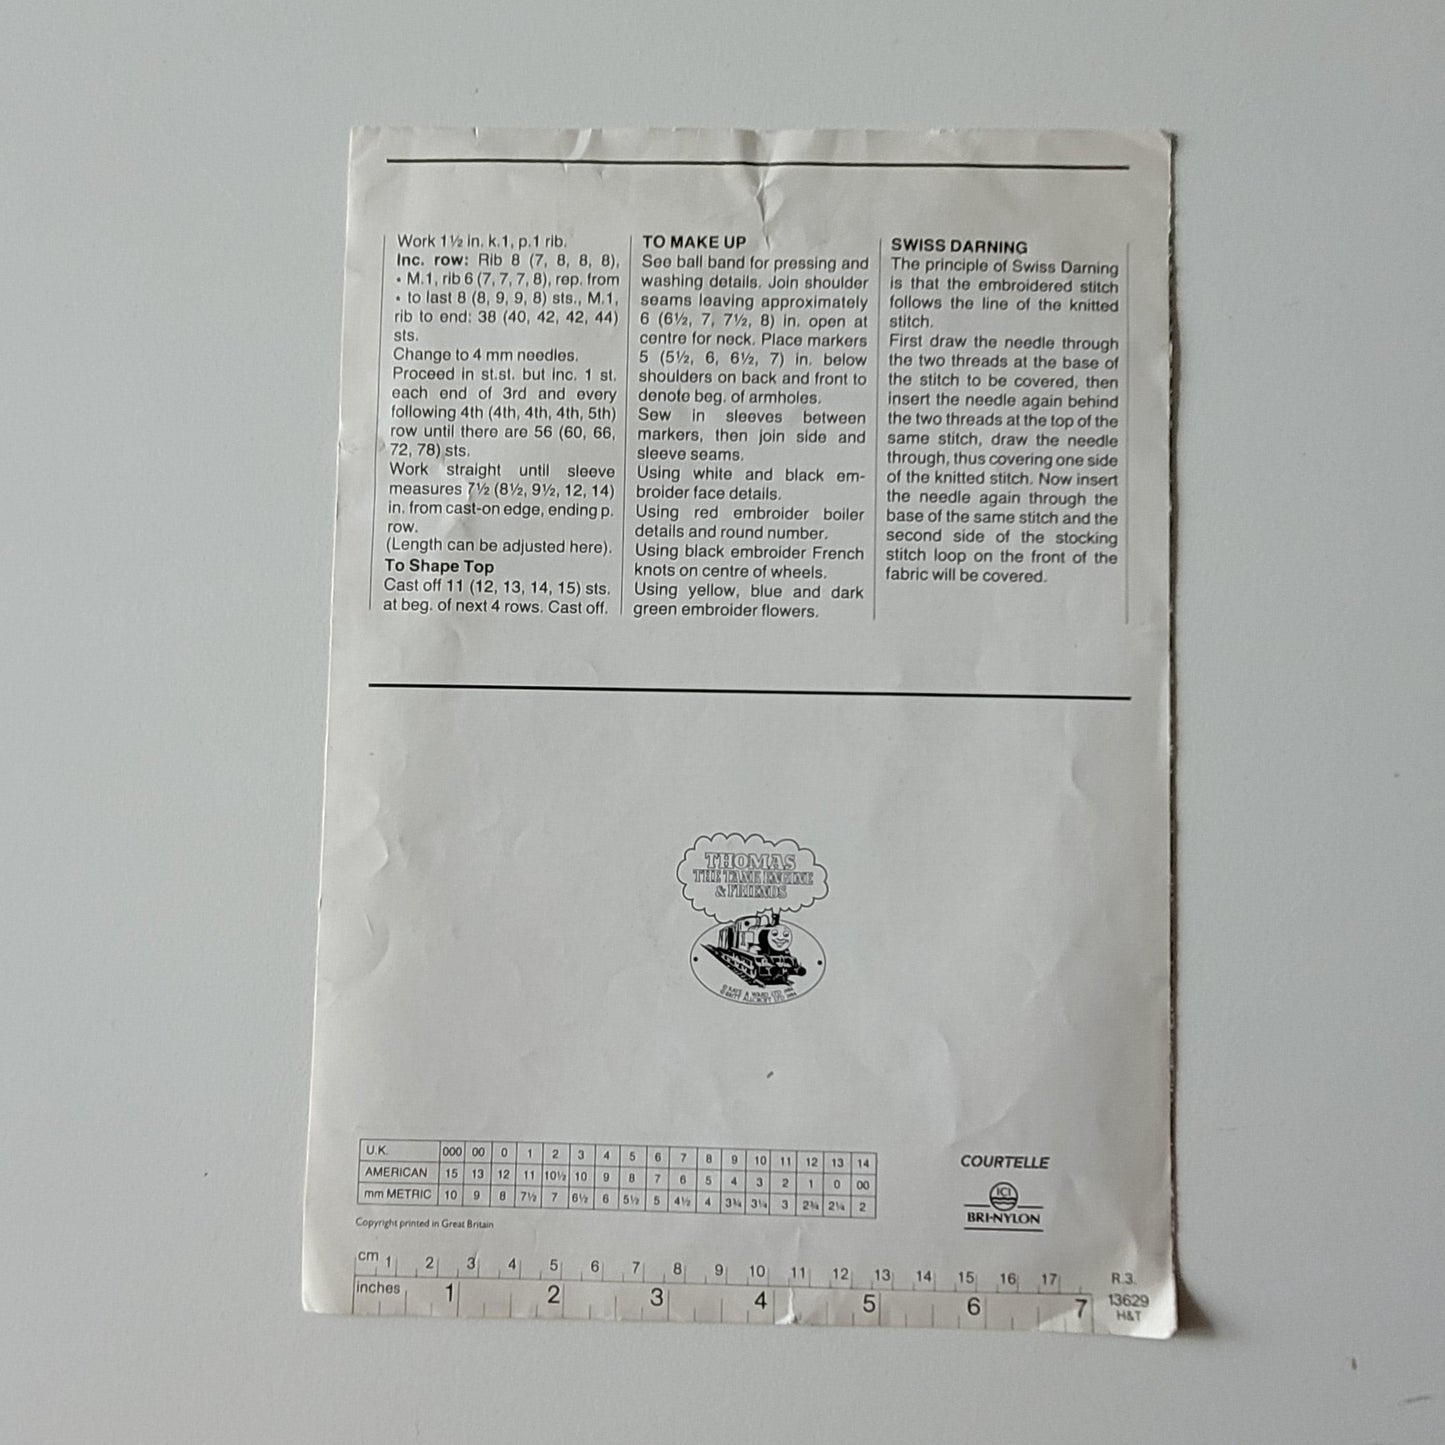 Work 1½ in. k.1, p.1 rib.
Inc. row: Rib 8 (7, 8, 8, 8),
* M.1, rib 6 (7, 7, 7, 8), rep. from
* to last 8 (8, 9, 9, 8) sts., M.1,
rib to end: 38 (40, 42, 42, 44)
sts.
Change to 4 mm needles.
Proceed in st.st. but inc. 1 st.
each end of 3rd and every
following 4th (4th, 4th, 4th, 5th)
row until there are 56 (60, 66,
72, 78) sts.
Work straight until sleeve
measures 7½ (8½, 9½, 12, 14)
in. from cast-on edge, ending p.
row.
(Length can be adjusted here).
To Shape Top
Cast off 11 (12, 13, 14, 15) sts.
at beg. of next 4 rows. Cast off.
TO MAKE UP
See ball band for pressing and
washing details. Join shoulder
seams leaving approximately
6 (6½, 7, 7½, 8) in. open at
centre for neck. Place markers
5 (5½, 6, 6½, 7) in. below
shoulders on back and front to
denote beg. of armholes.
Sew in sleeves between
markers, then join side and
sleeve seams.
Using white and black em-
broider face details.
Using red embroider boiler
details and round number.
Using black embroider French
knots on centre of wheels.
Using yellow, blue and dark
green embroider flowers.
SWISS DARNING
The principle of Swiss Darning
is that the embroidered stitch
follows the line of the knitted
stitch.
First draw the needle through
the two threads at the base of
the stitch to be covered, then
insert the needle again behind
the two threads at the top of the
same stitch, draw the needle
through, thus covering one side
of the knitted stitch. Now insert
the needle again through the
base of the same stitch and the
second side of the stocking
stitch loop on the front of the
fabric will be covered.
THOMAS
THE TANK ENGINE
& FRIENDS
© KAYE & WARD LTD 1984
© BRITT ALLCROFT LTD 1984
U.K. 000 00 0 1 2 3 4 5 6 7 8 9 10 11 12 13 14
AMERICAN 15 13 12 11 10½ 10 9 8 7 6 5 4 3 2 1 0 00
mm METRIC 10 9 8 7½ 7 6½ 6 5½ 5 4½ 4 3¾ 3¼ 3 2¾ 2¼ 2
Copyright printed in Great Britain
COURTELLE
ICI
BRI-NYLON
cm 1 2 3 4 5 6 7 8 9 10 11 12 13 14 15 16 17
inches 1 2 3 4 5 6 7
R.3.
13629
H&T